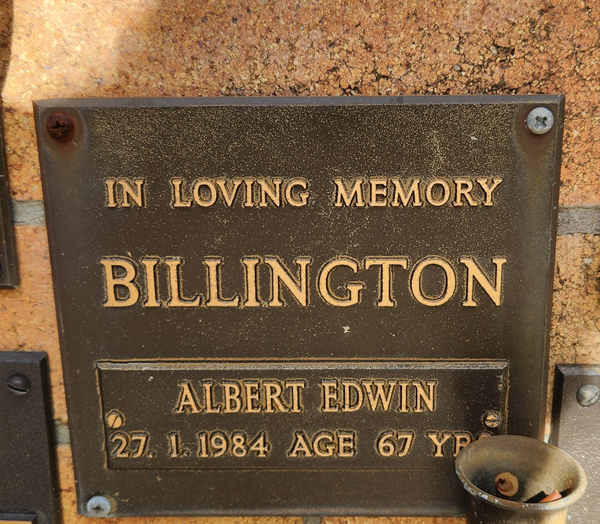 IN LOVING MEMORY
BILLINGTON
ALBERT EDWIN
27. 1. 1984 AGE 67 YRS